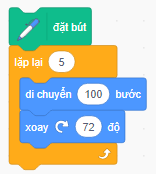 đặt bút
lặp lại 5
di chuyển 100 bước
xoay 72 độ